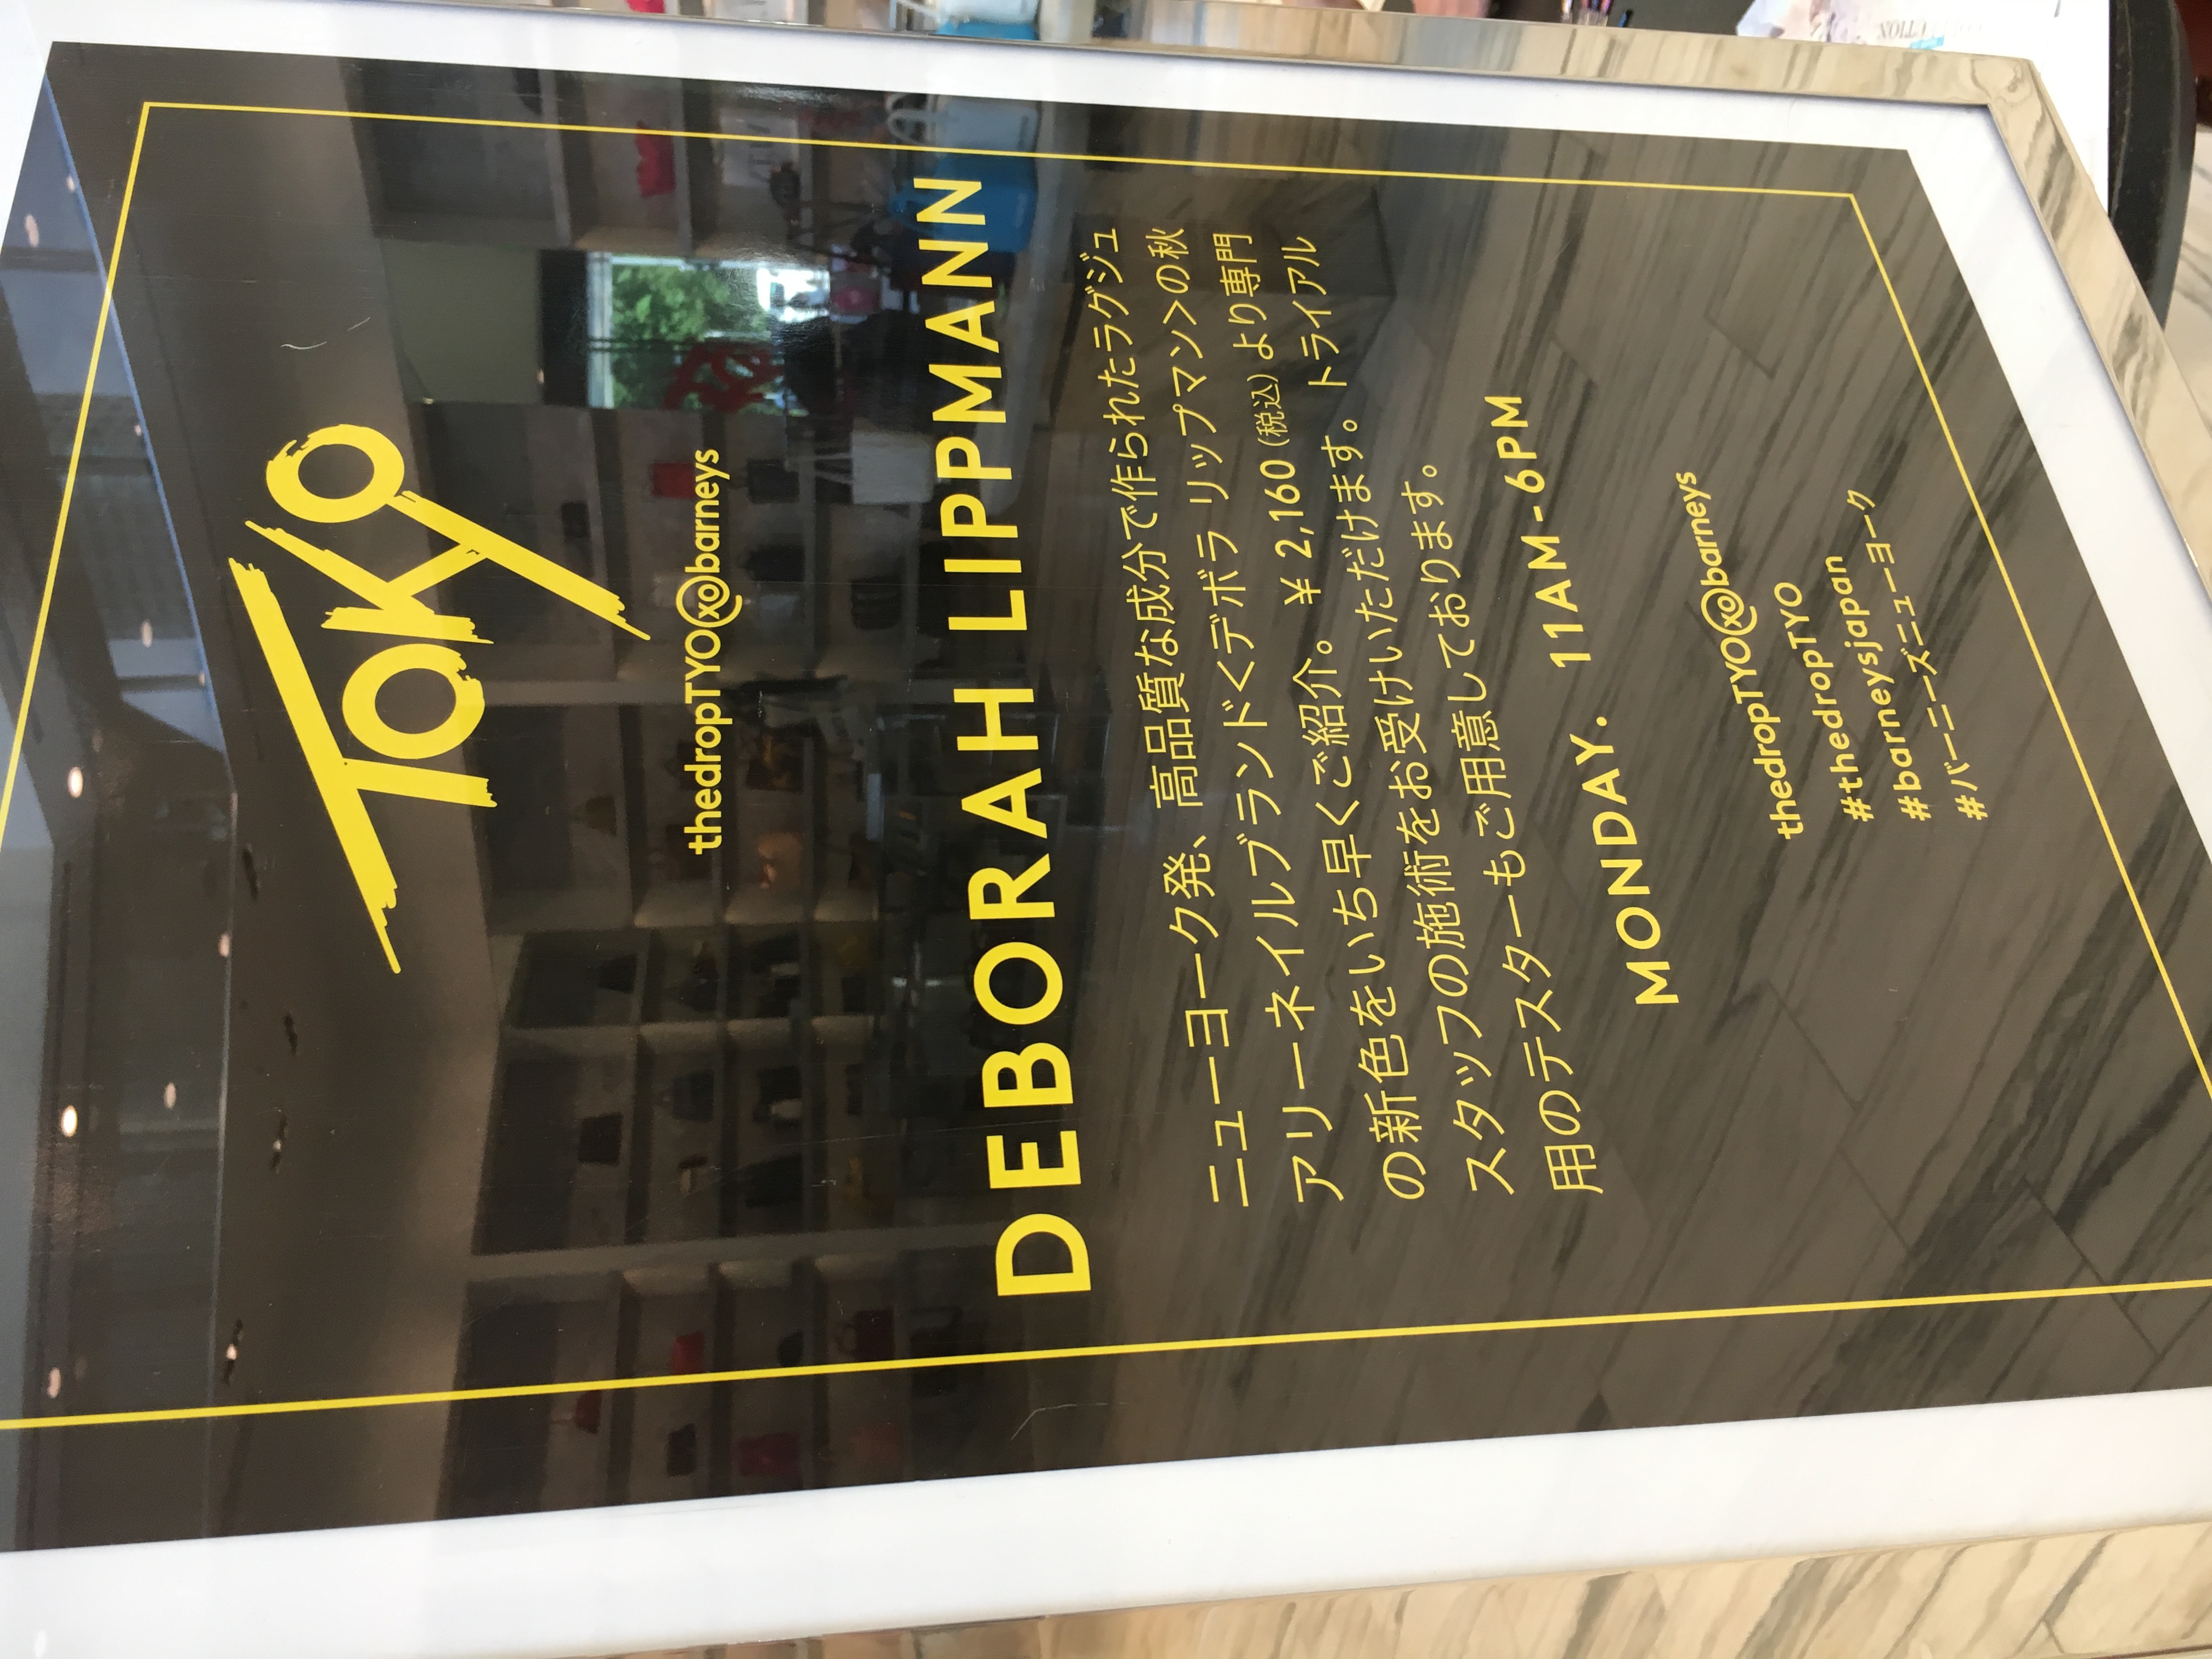 TOKYO
thedropTYO@xo barneys
DEBORAH LIPPMANN
ニューヨーク発、高品質な成分で作られたラグジュ
アリーネイルブランド＜デボラ リップマン＞の秋
の新色をいち早くご紹介。￥2,160（税込）より専門
スタッフの施術をお受けいただけます。トライアル
用のテスターもご用意しております。
MONDAY. 11AM-6PM
thedropTYO@xo barneys
#thedropTYO
#barneysjapan
#バーニーズニューヨーク